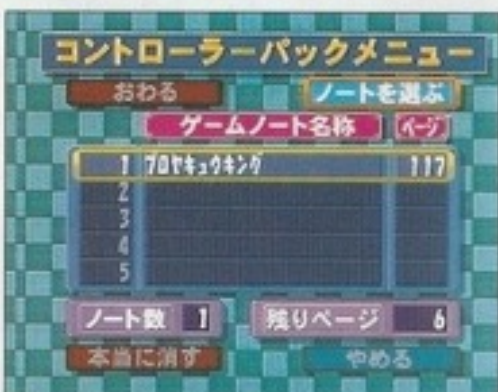 コントローラーパックメニュー
おわる ノートを選ぶ
ゲームノート名称 ページ
1 プロヤキュウキング 117
2
3
4
5
ノート数 1 残りページ 6
本当に消す やめる